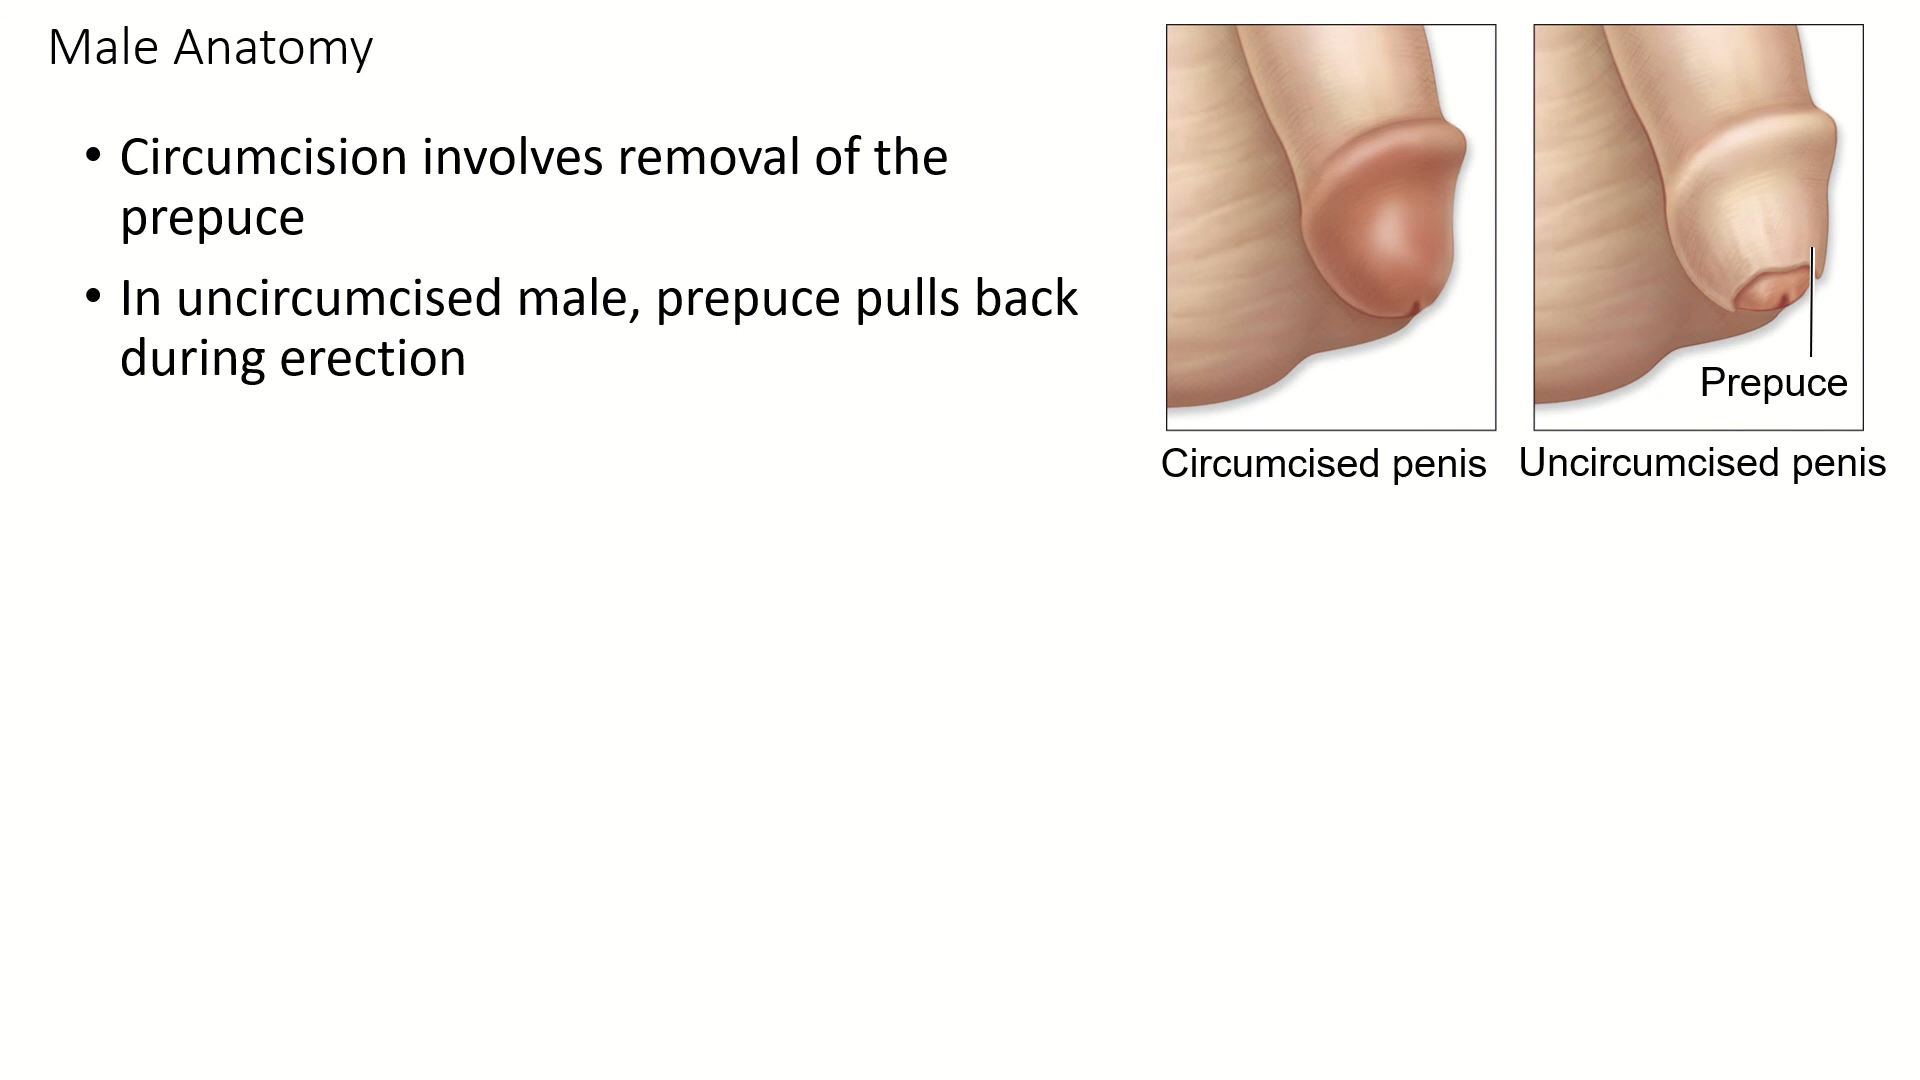 Male Anatomy
• Circumcision involves removal of the
prepuce
• In uncircumcised male, prepuce pulls back
during erection
Prepuce
Circumcised penis
Uncircumcised penis